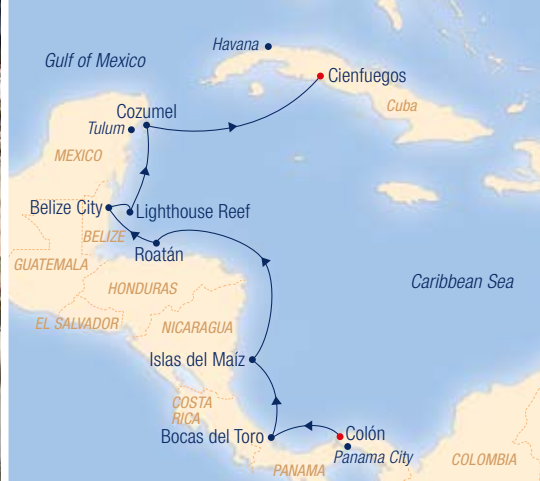 Havana
Gulf of Mexico
Cienfuegos
Cuba
Cozumel
Tulum
MEXICO
Belize City
Lighthouse Reef
BELIZE
Roatán
GUATEMALA
Caribbean Sea
HONDURAS
EL SALVADOR
NICARAGUA
Islas del Maíz
COSTA
RICA
Bocas del Toro
Colón
Panama City
COLOMBIA
PANAMA